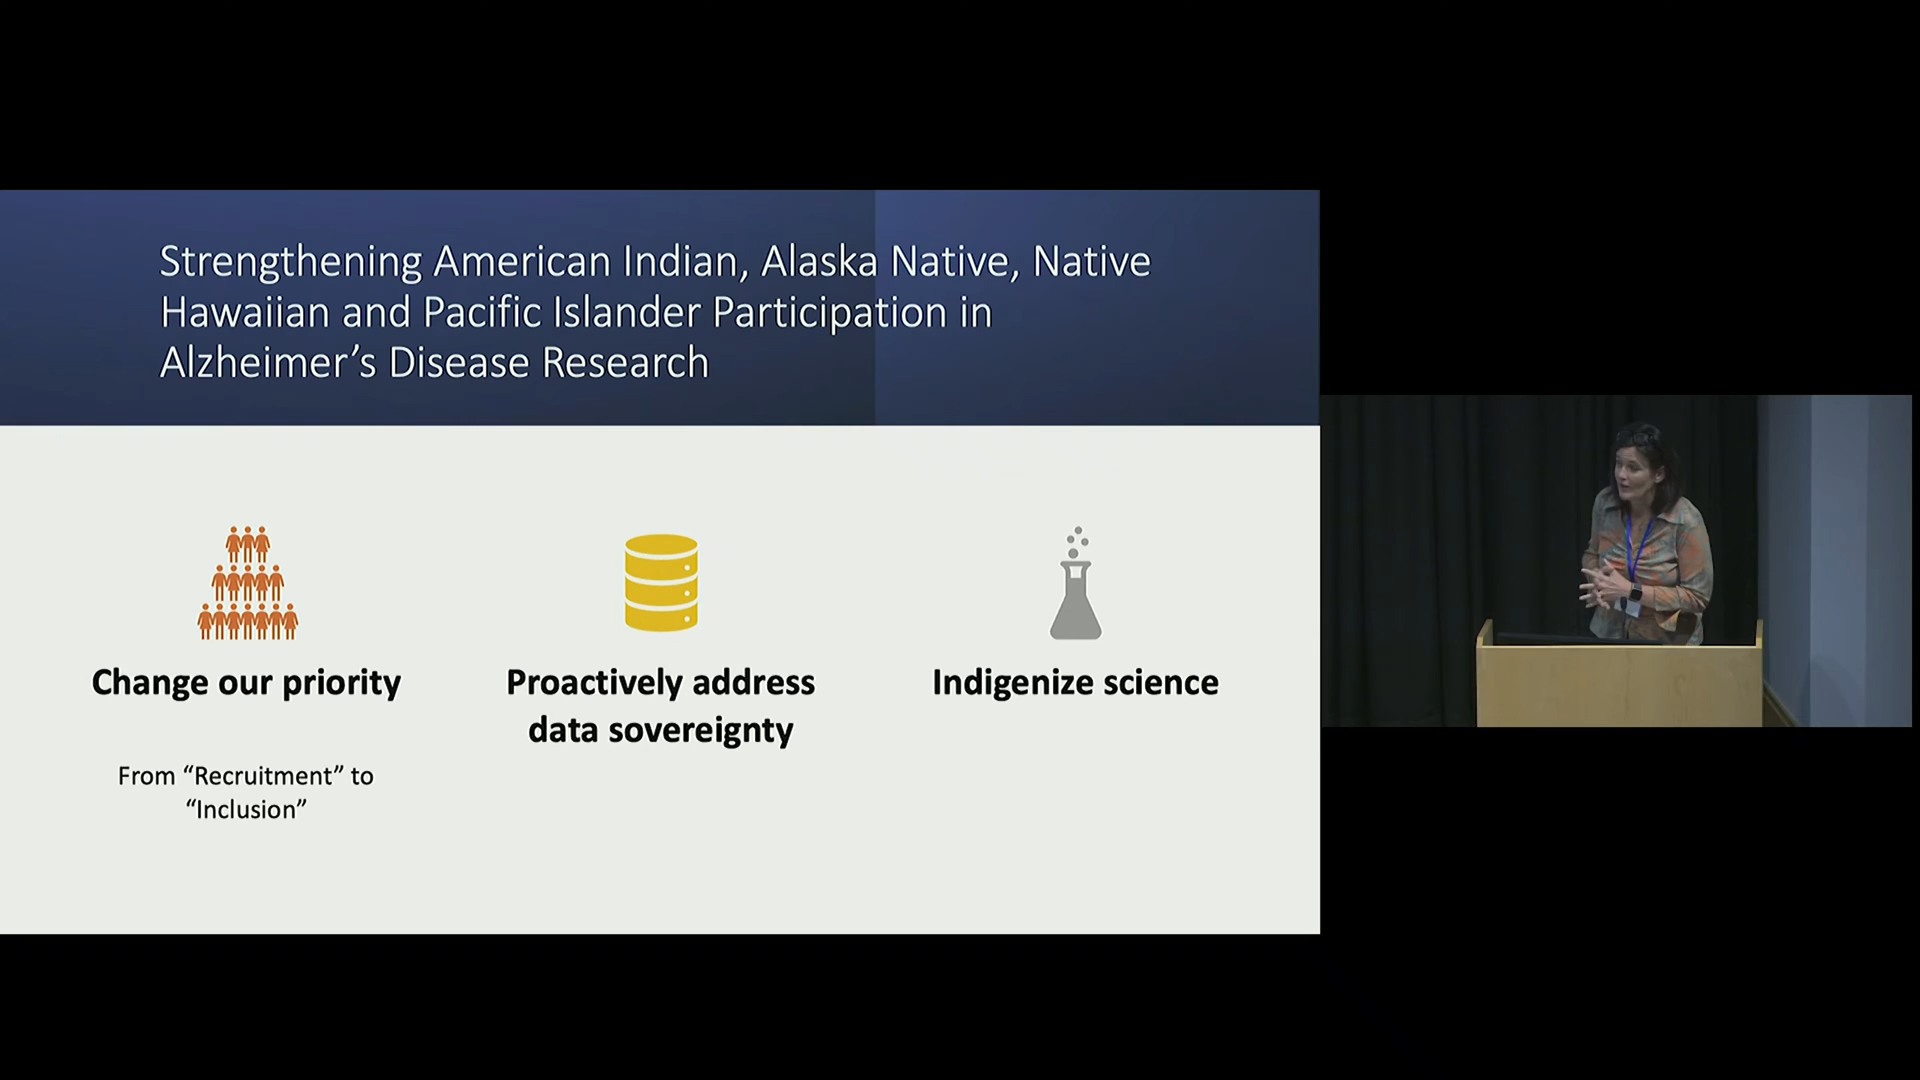 Strengthening American Indian, Alaska Native, Native
Hawaiian and Pacific Islander Participation in
Alzheimer’s Disease Research
Change our priority
From “Recruitment” to
“Inclusion”
Proactively address
data sovereignty
Indigenize science